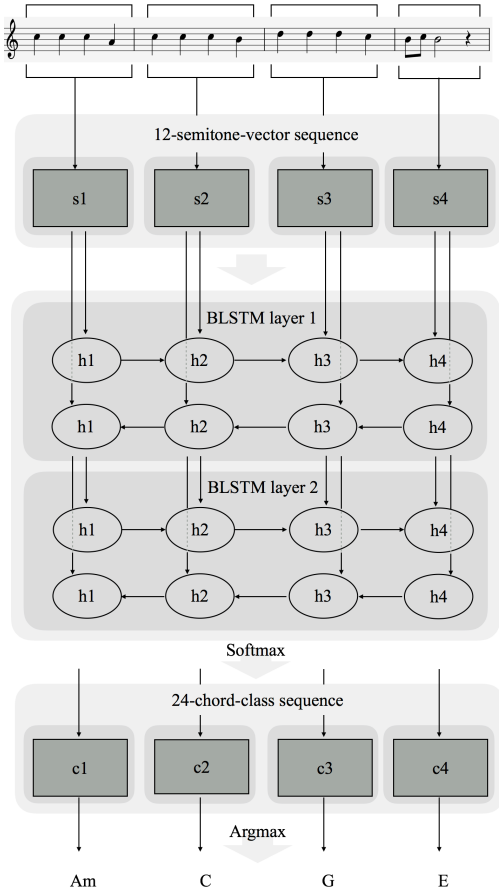 12-semitone-vector sequence
s1 s2 s3 s4
BLSTM layer 1
h1 h2 h3 h4
h1 h2 h3 h4
BLSTM layer 2
h1 h2 h3 h4
h1 h2 h3 h4
Softmax
24-chord-class sequence
c1 c2 c3 c4
Argmax
Am C G E